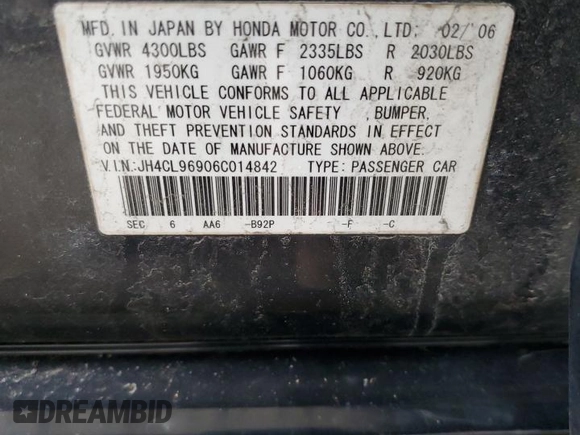 MFD. IN JAPAN BY HONDA MOTOR CO.,LTD. 02/'06
GVWR 4300LBS GAWR F 2335LBS R 2030LBS
GVWR 1950KG GAWR F 1060KG R 920KG
THIS VEHICLE CONFORMS TO ALL APPLICABLE
FEDERAL MOTOR VEHICLE SAFETY ,BUMPER,
AND THEFT PREVENTION STANDARDS IN EFFECT
ON THE DATE OF MANUFACTURE SHOWN ABOVE.
V.I.N:JH4CL96906C014842 TYPE: PASSENGER CAR
SEC 6 AA6 -B92P -F -C
DREAMBID